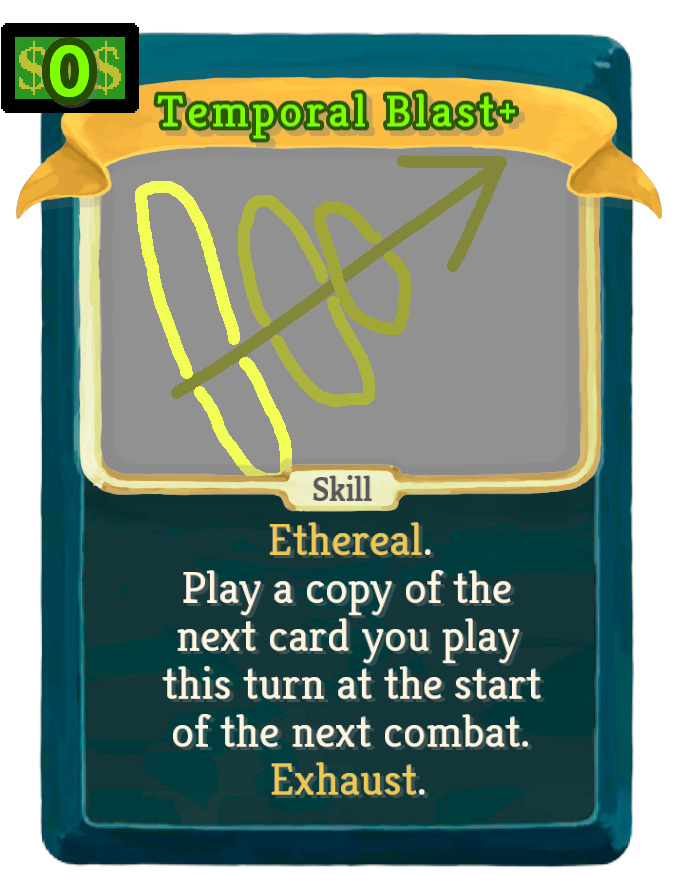 $0$
Temporal Blast+
Skill
Ethereal.
Play a copy of the
next card you play
this turn at the start
of the next combat.
Exhaust.